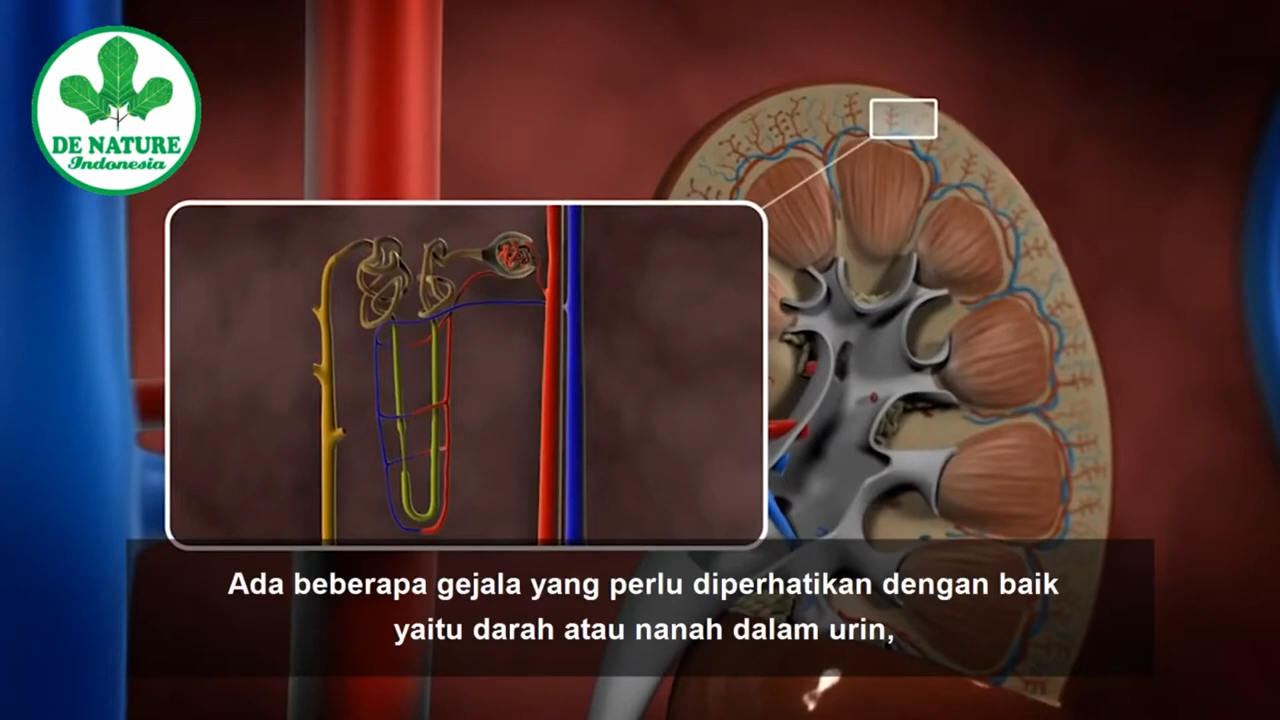 DE NATURE
Indonesia
Ada beberapa gejala yang perlu diperhatikan dengan baik
yaitu darah atau nanah dalam urin,